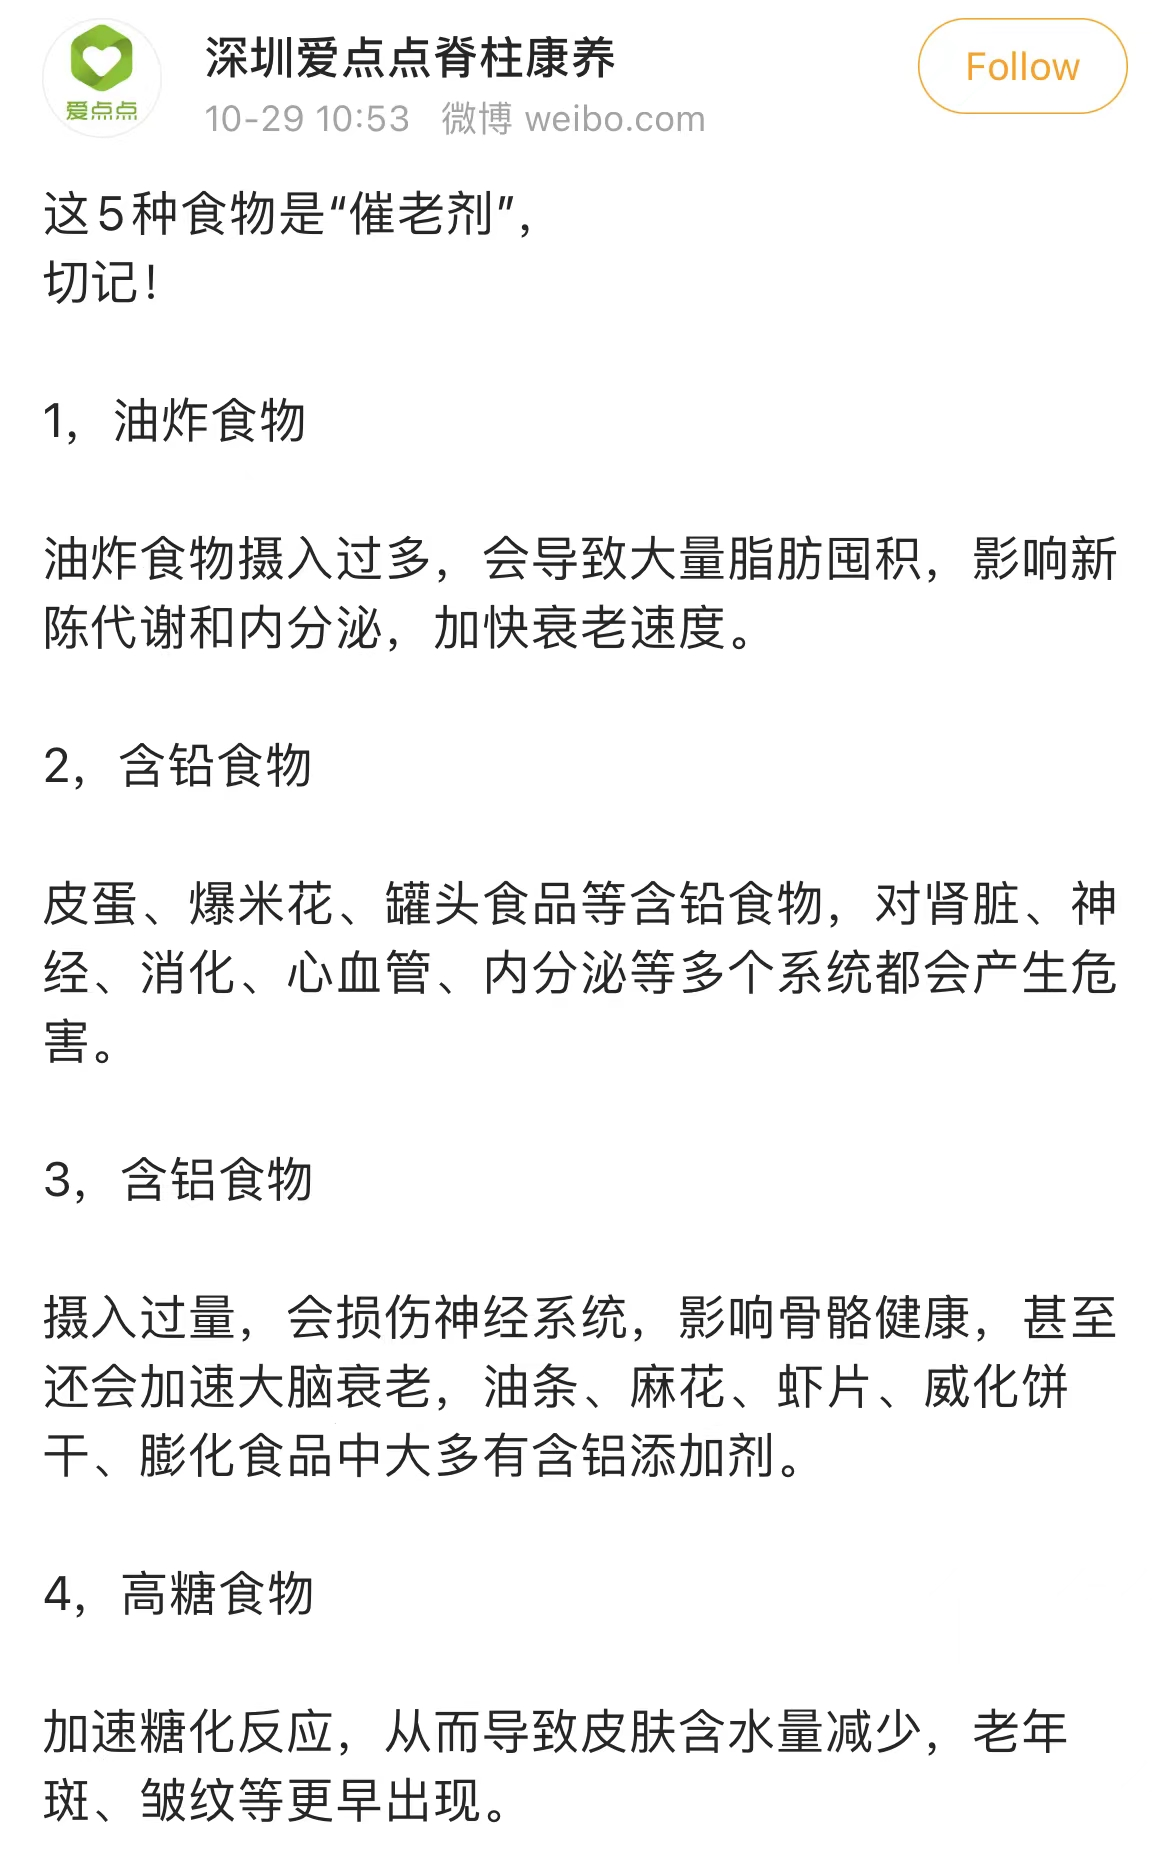 深圳爱点点脊柱康养
Follow
爱点点
10-29 10:53 微博 weibo.com
这5种食物是“催老剂”，
切记！
1，油炸食物
油炸食物摄入过多，会导致大量脂肪囤积，影响新
陈代谢和内分泌，加快衰老速度。
2，含铅食物
皮蛋、爆米花、罐头食品等含铅食物，对肾脏、神
经、消化、心血管、内分泌等多个系统都会产生危
害。
3，含铝食物
摄入过量，会损伤神经系统，影响骨骼健康，甚至
还会加速大脑衰老，油条、麻花、虾片、威化饼
干、膨化食品中大多有含铝添加剂。
4，高糖食物
加速糖化反应，从而导致皮肤含水量减少，老年
斑、皱纹等更早出现。